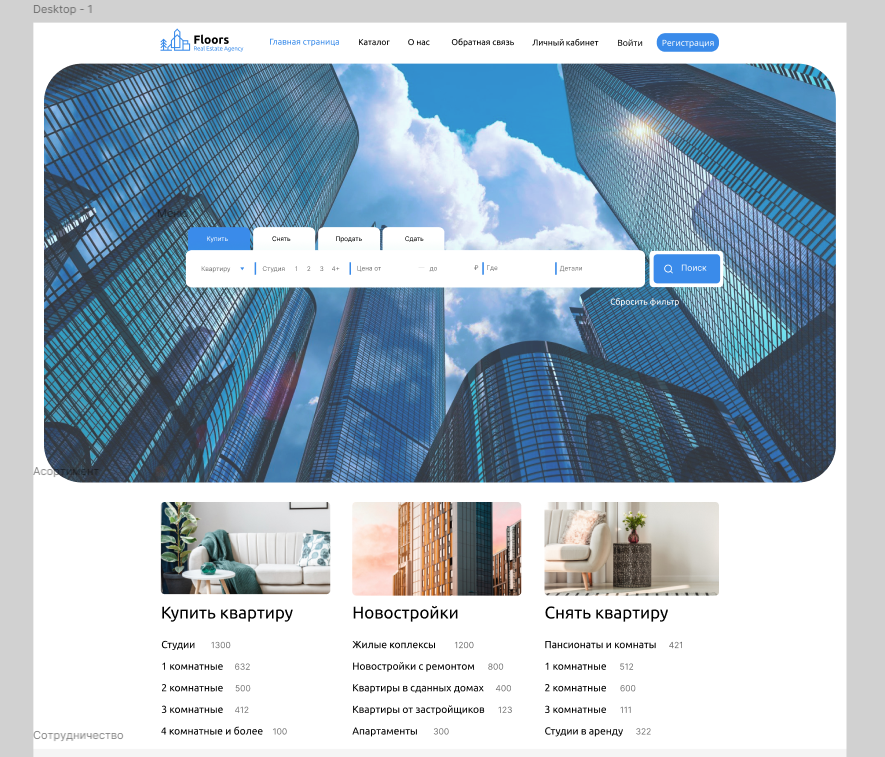 Desktop - 1
Floors
Real Estate Agency
Главная страница Каталог О нас Обратная связь Личный кабинет Войти Регистрация
Меню
Купить Снять Продать Сдать
Квартиру Студия 1 2 3 4+ Цена от — до ₽ Где Детали Поиск
Сбросить фильтр
Асортимент
Купить квартиру
Студии 1300
1 комнатные 632
2 комнатные 500
3 комнатные 412
4 комнатные и более 100
Новостройки
Жилые коплексы 1200
Новостройки с ремонтом 800
Квартиры в сданных домах 400
Квартиры от застройщиков 123
Апартаменты 300
Снять квартиру
Пансионаты и комнаты 421
1 комнатные 512
2 комнатные 600
3 комнатные 111
Студии в аренду 322
Сотрудничество